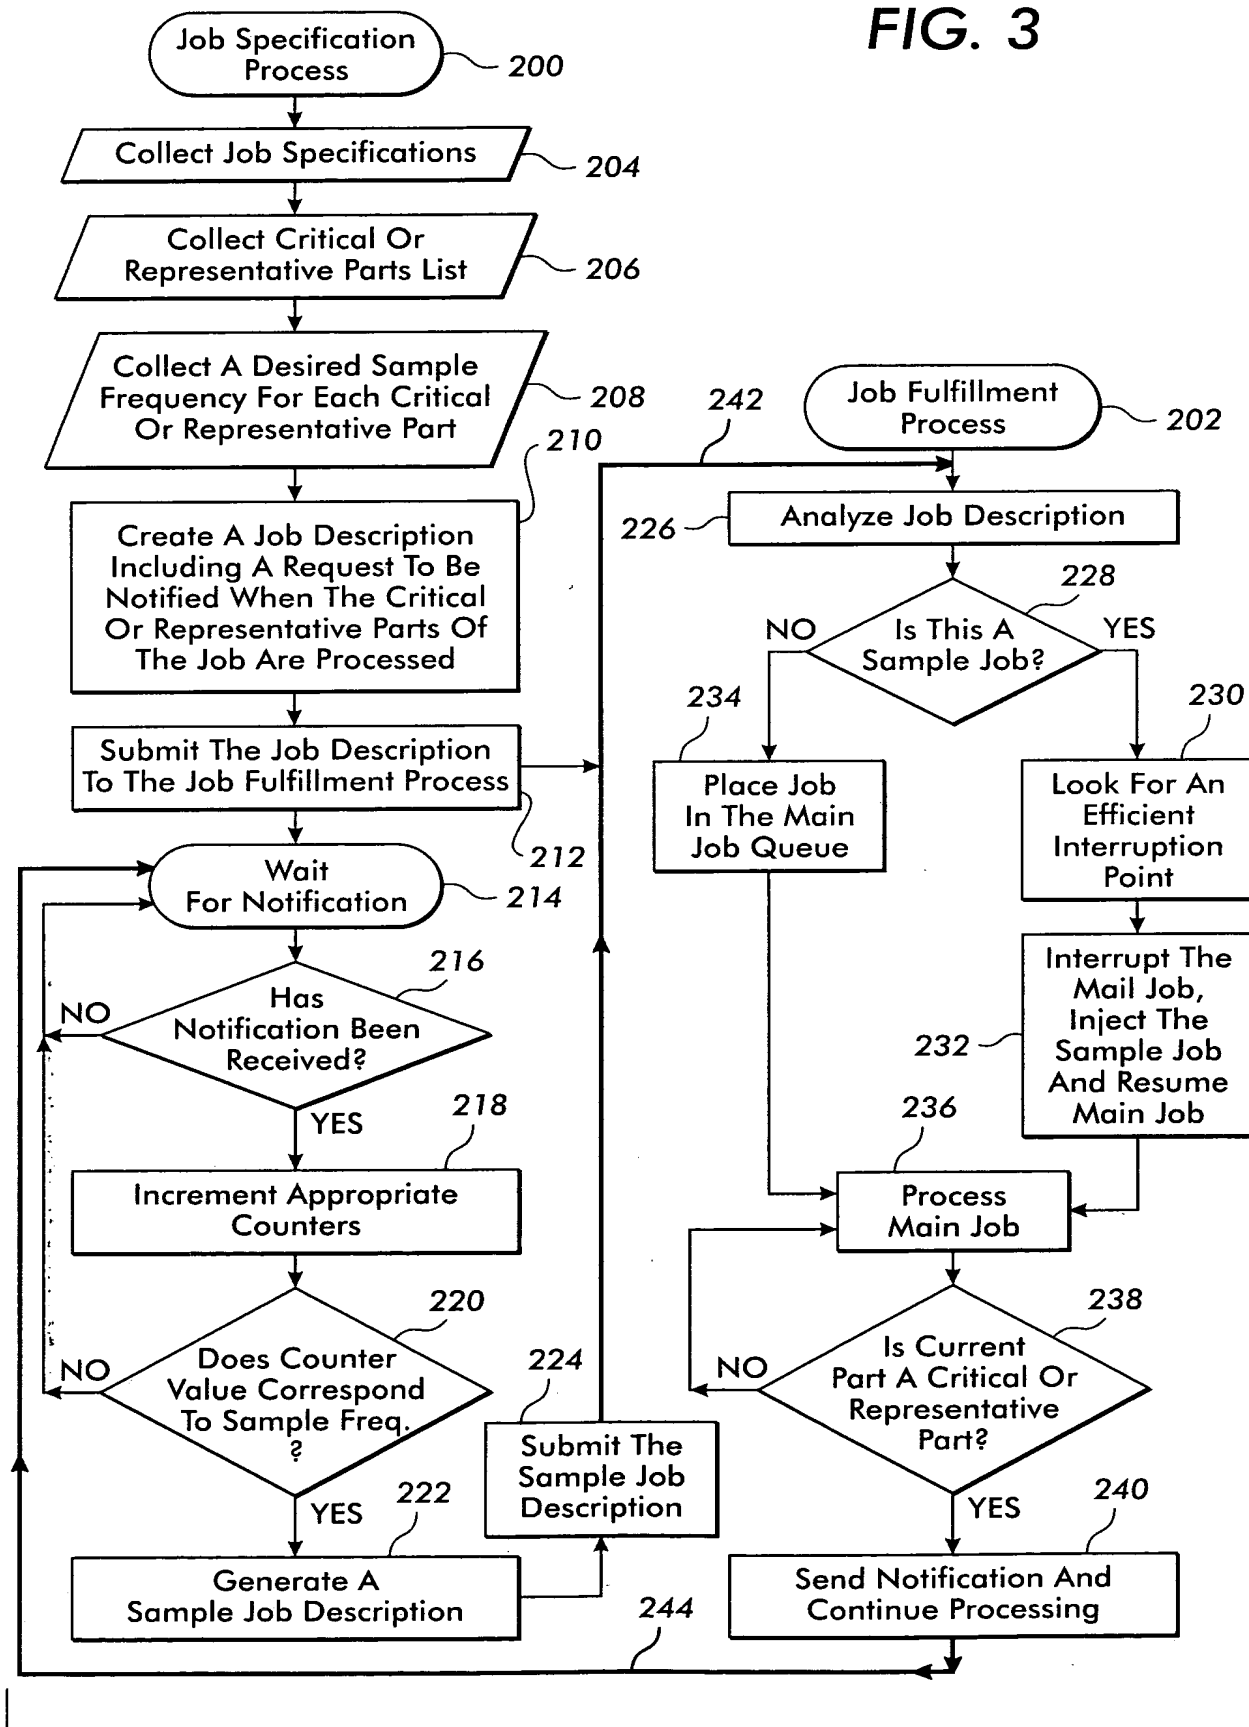 FIG. 3
Job Specification
Process
200
Collect Job Specifications
204
Collect Critical Or
Representative Parts List
206
Collect A Desired Sample
Frequency For Each Critical
Or Representative Part
208
210
Create A Job Description
Including A Request To Be
Notified When The Critical
Or Representative Parts Of
The Job Are Processed
Submit The Job Description
To The Job Fulfillment Process
212
Wait
For Notification
214
216
Has
Notification Been
Received?
NO
YES
218
Increment Appropriate
Counters
220
Does Counter
Value Correspond
To Sample Freq.
?
NO
YES
222
Generate A
Sample Job Description
224
Submit The
Sample Job
Description
242
Job Fulfillment
Process
202
226
Analyze Job Description
228
Is This A
Sample Job?
NO
YES
234
Place Job
In The Main
Job Queue
230
Look For An
Efficient
Interruption
Point
232
Interrupt The
Mail Job,
Inject The
Sample Job
And Resume
Main Job
236
Process
Main Job
238
Is Current
Part A Critical Or
Representative
Part?
NO
YES
240
Send Notification And
Continue Processing
244